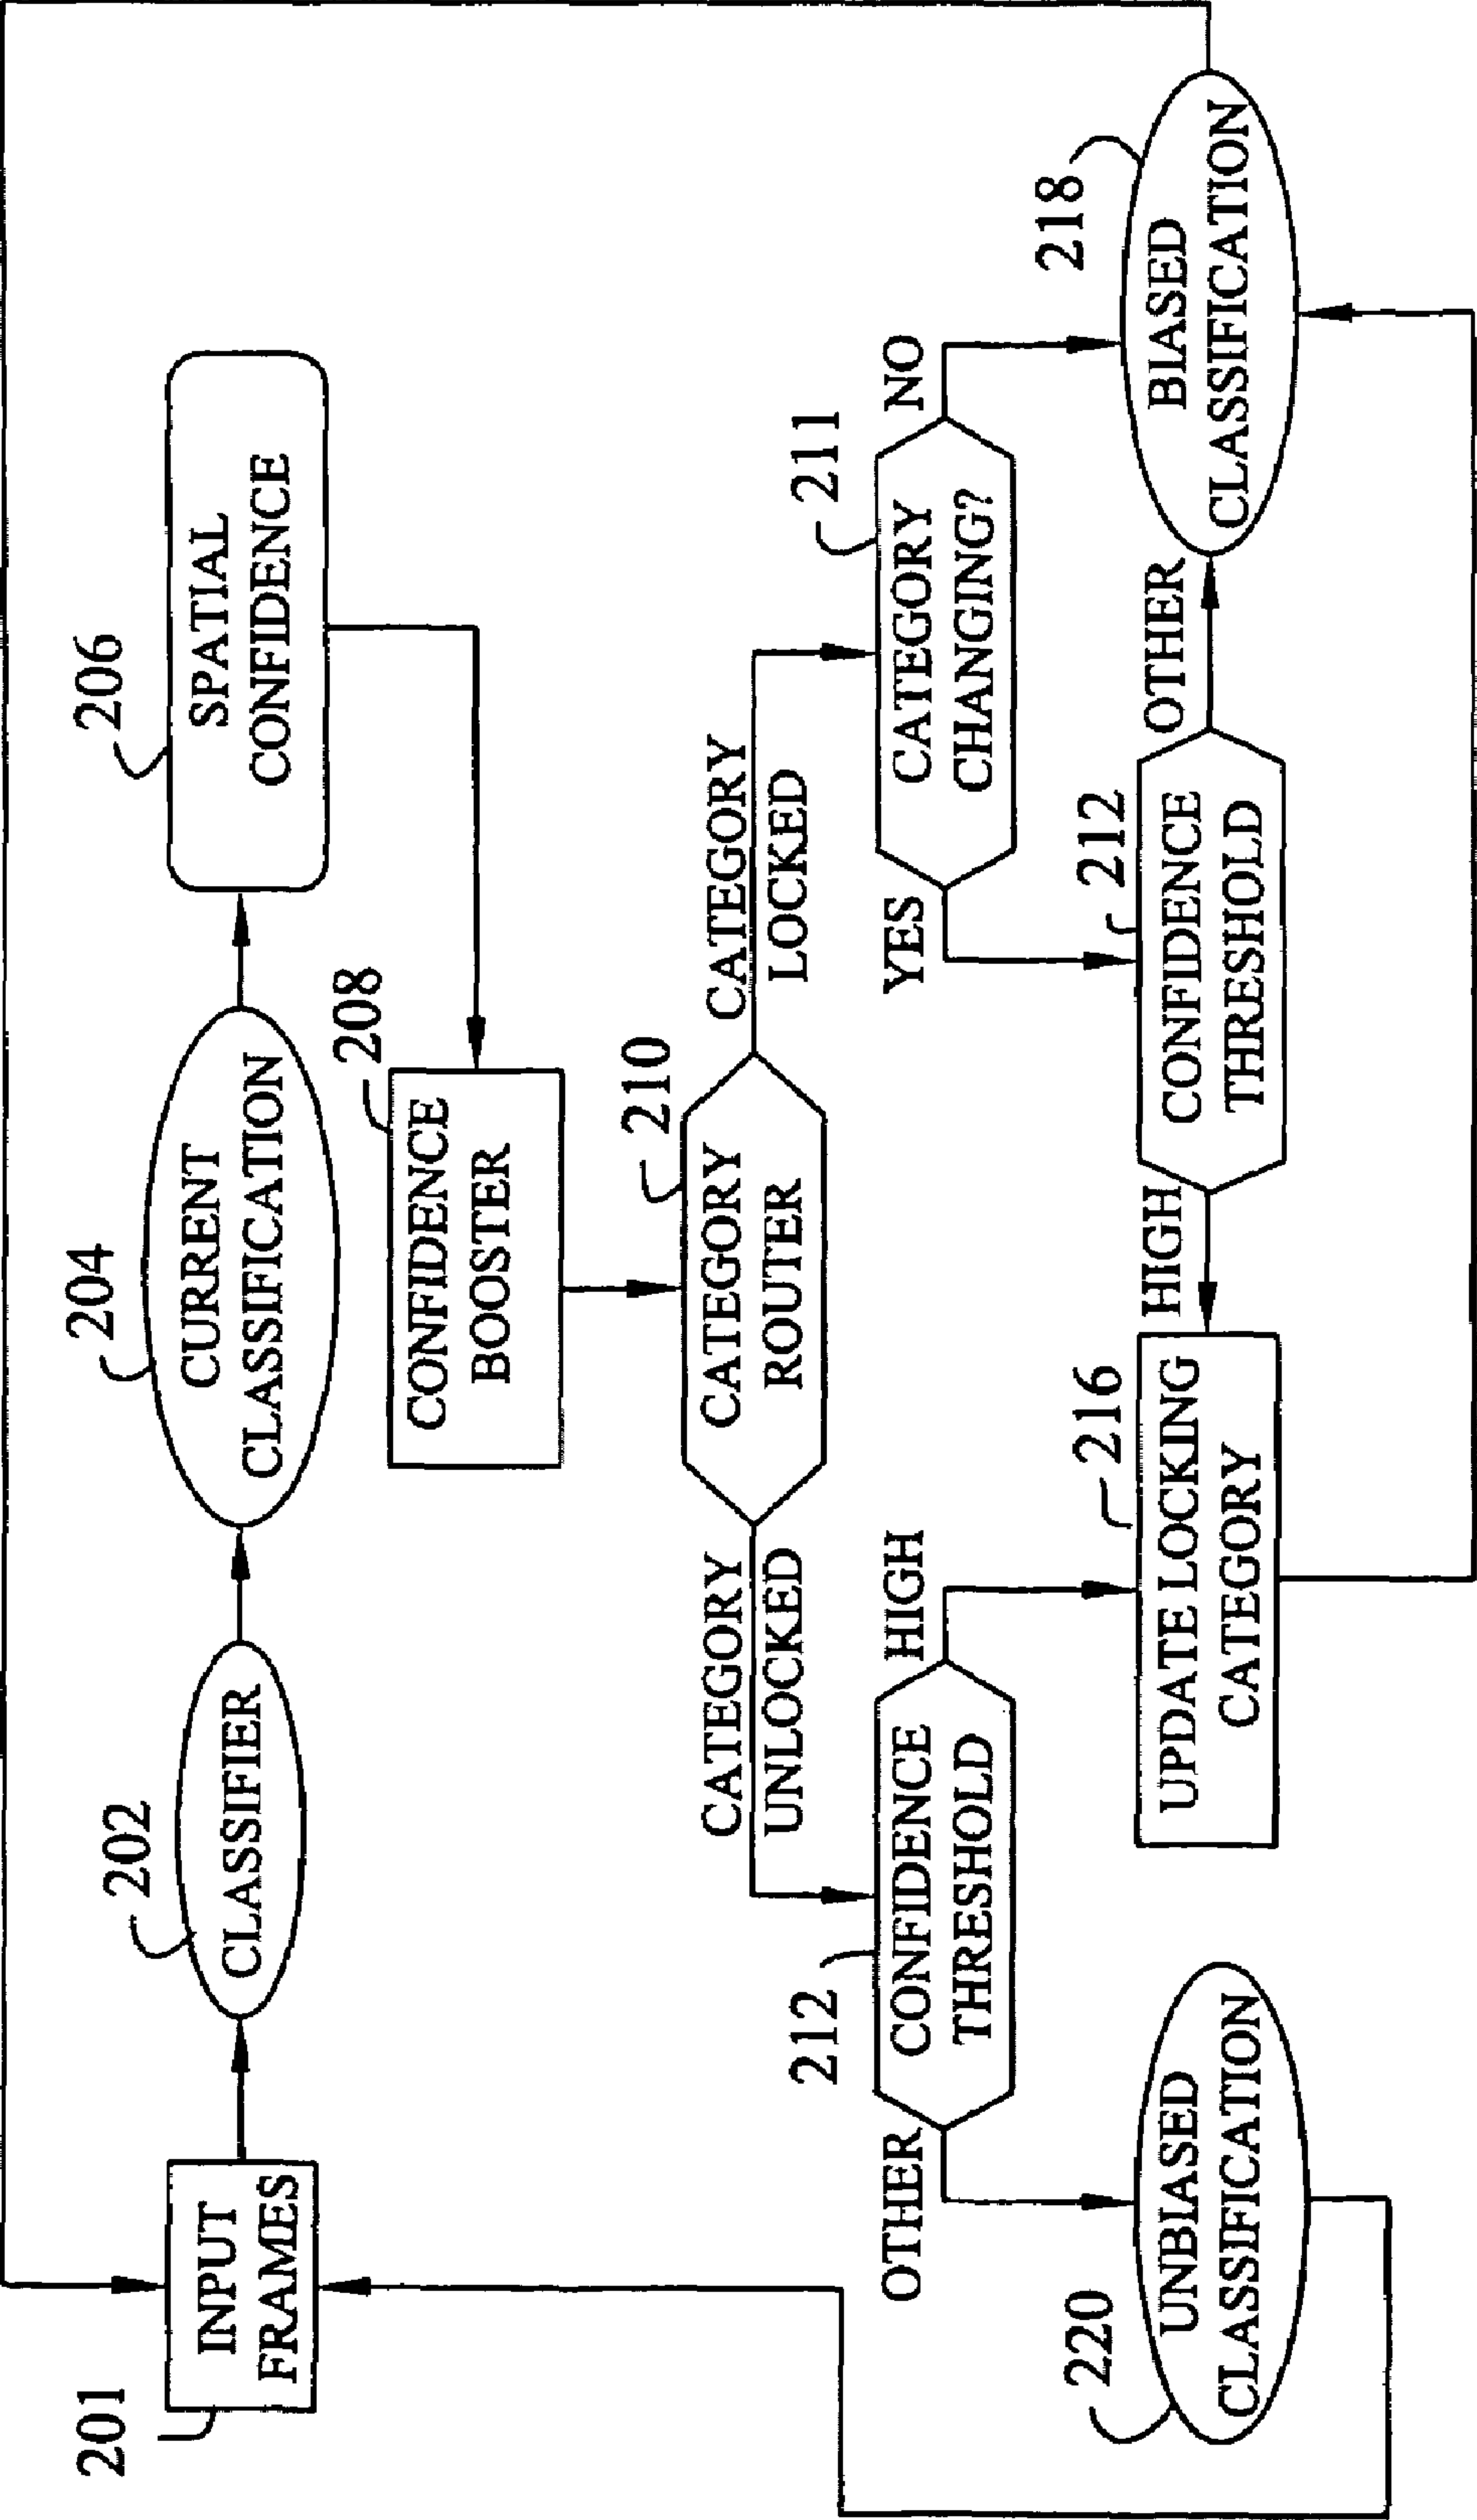 201
INPUT
FRAMES
202
CLASSIFIER
204
CURRENT
CLASSIFICATION
206
SPATIAL
CONFIDENCE
208
CONFIDENCE
BOOSTER
210
CATEGORY
ROUTER
CATEGORY
UNLOCKED
CATEGORY
LOCKED
212
CONFIDENCE
THRESHOLD
OTHER
HIGH
211
CATEGORY
CHANGING?
YES
NO
220
UNBIASED
CLASSIFICATION
216
UPDATE LOCKING
CATEGORY
HIGH
212
CONFIDENCE
THRESHOLD
OTHER
218
BIASED
CLASSIFICATION